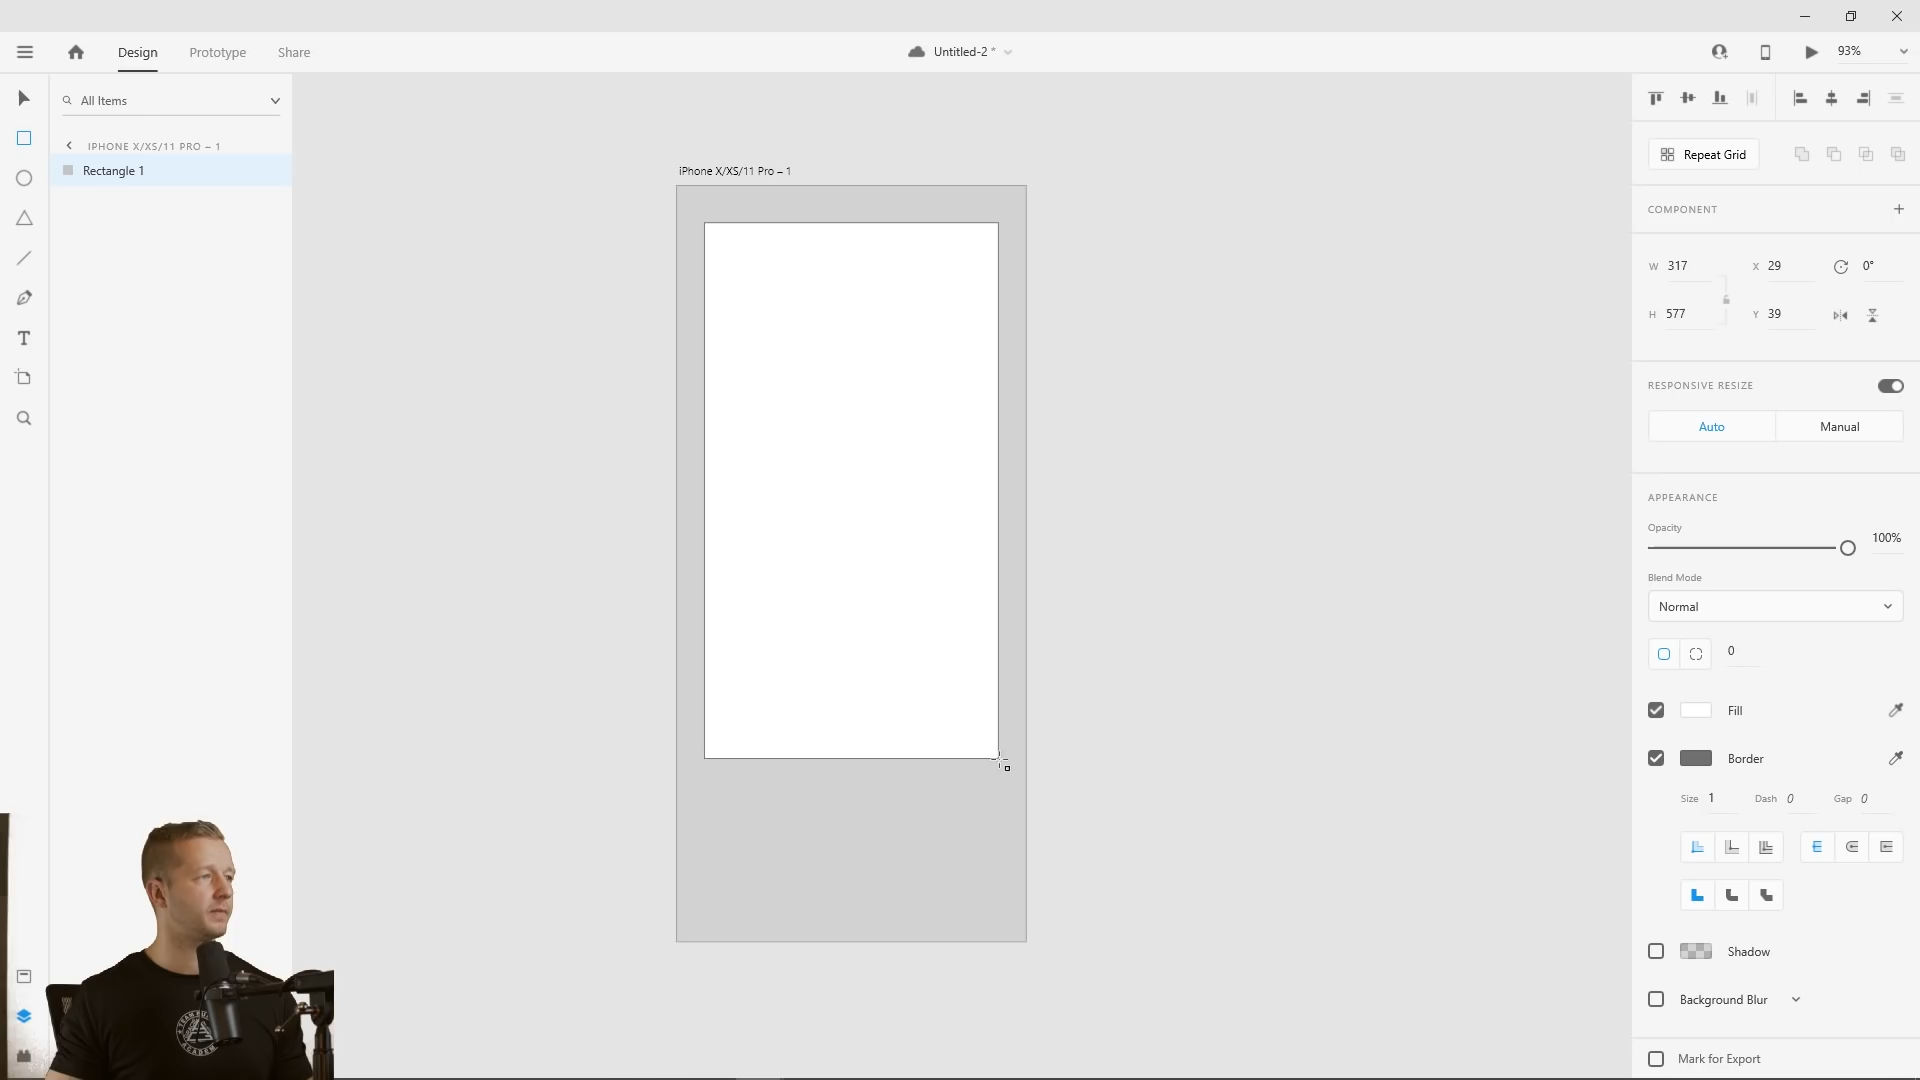 Design
Prototype
Share
Untitled-2 *
93%
All Items
IPHONE X/XS/11 PRO – 1
Rectangle 1
iPhone X/XS/11 Pro – 1
Repeat Grid
COMPONENT
W 317
X 29
0°
H 577
Y 39
RESPONSIVE RESIZE
Auto
Manual
APPEARANCE
Opacity
100%
Blend Mode
Normal
0
Fill
Border
Size 1
Dash 0
Gap 0
Shadow
Background Blur
Mark for Export